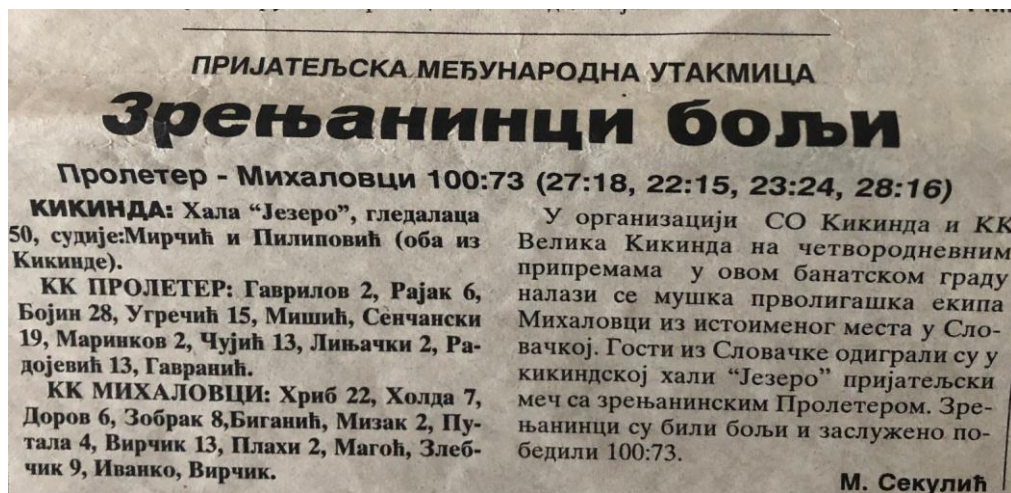 ПРИЈАТЕЉСКА МЕЂУНАРОДНА УТАКМИЦА
Зрењанинци бољи
Пролетер - Михаловци 100:73 (27:18, 22:15, 23:24, 28:16)
КИКИНДА: Хала "Језеро", гледалаца
50, судије:Мирчић и Пилиповић (оба из
Кикинде).
КК ПРОЛЕТЕР: Гаврилов 2, Рајак 6,
Бојин 28, Угречић 15, Мишић, Сенчански
19, Маринков 2, Чујић 13, Лињачки 2, Ра-
дојевић 13, Гавранић.
КК МИХАЛОВЦИ: Хриб 22, Холда 7,
Доров 6, Зобрак 8,Биганић, Мизак 2, Пу-
тала 4, Вирчик 13, Плахи 2, Магоћ, Злеб-
чик 9, Иванко, Вирчик.
У организацији СО Кикинда и КК
Велика Кикинда на четвородневним
припремама у овом банатском граду
налази се мушка прволигашка екипа
Михаловци из истоименог места у Сло-
вачкој. Гости из Словачке одиграли су у
кикиндској хали "Језеро" пријатељски
меч са зрењанинским Пролетером. Зре-
њанинци су били бољи и заслужено по-
бедили 100:73.
М. Секулић